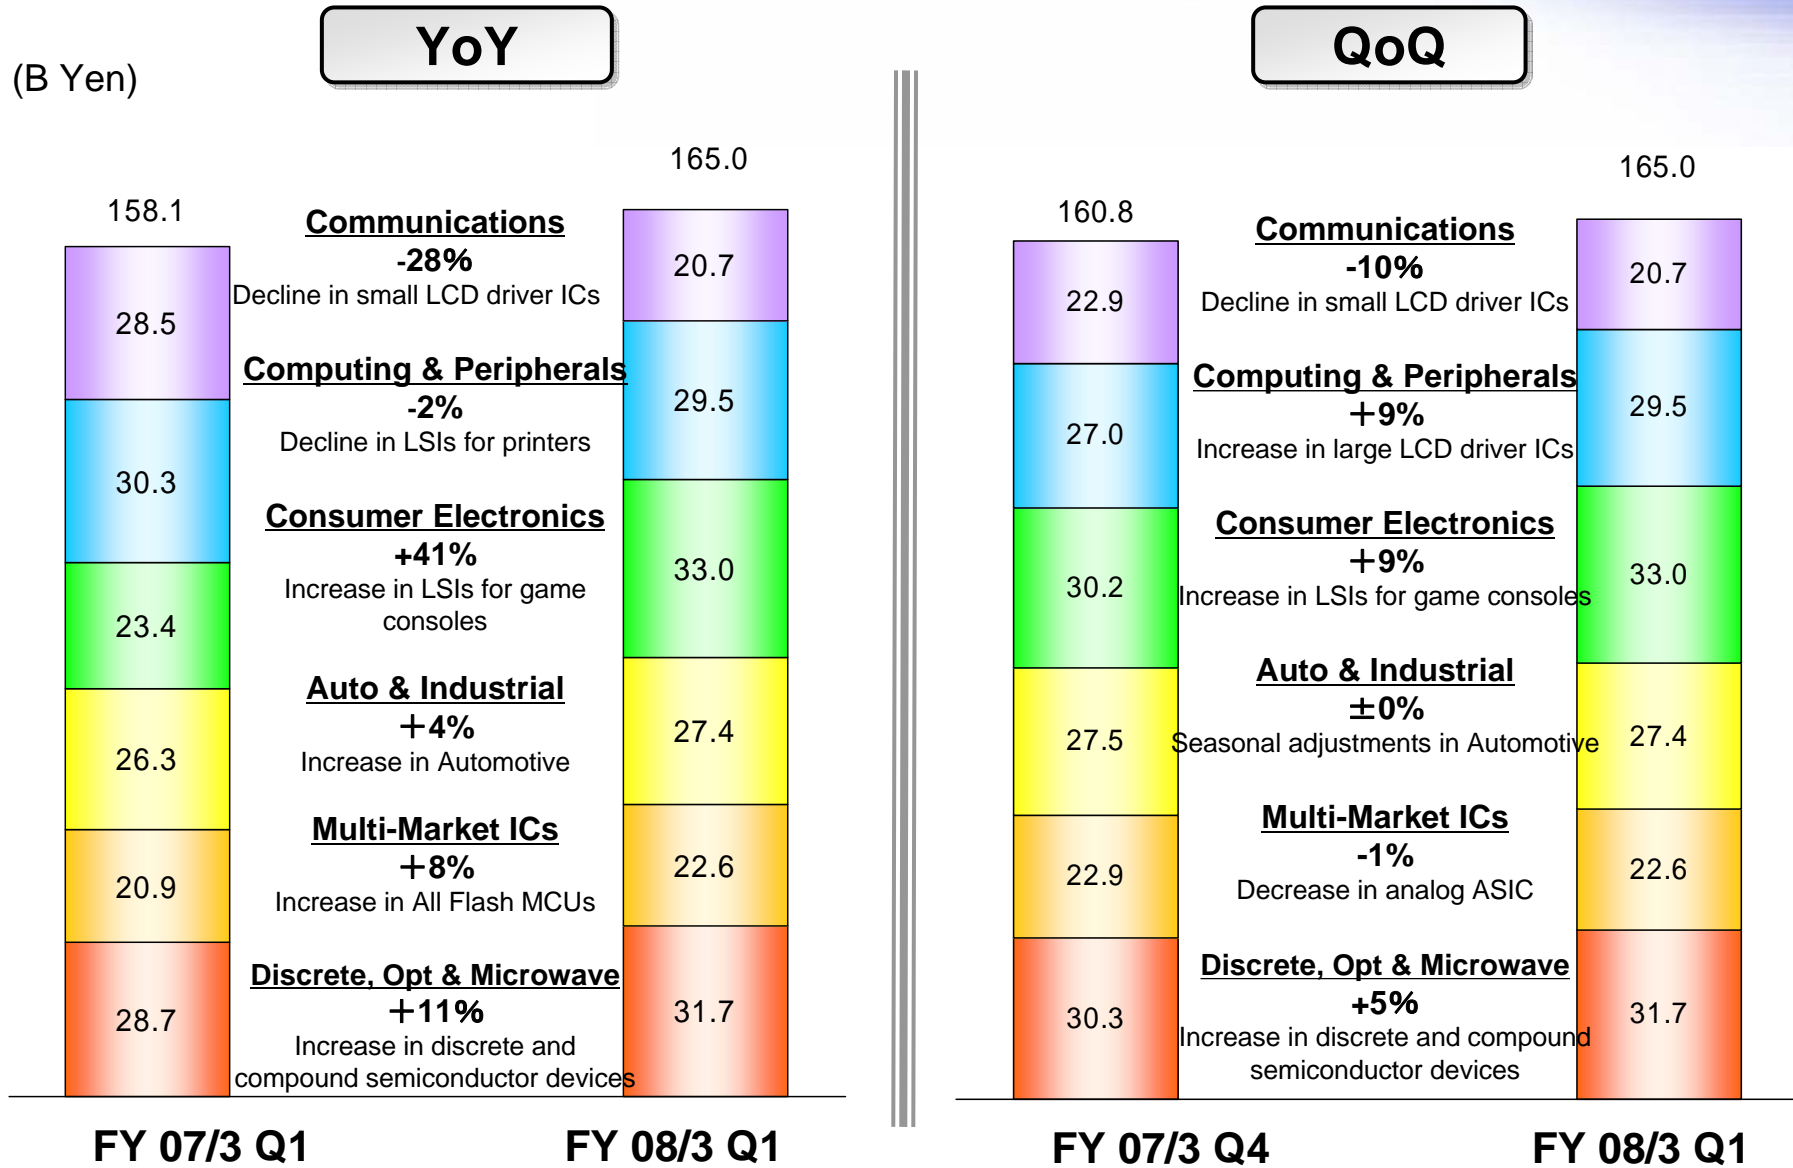 YoY
QoQ
(B Yen)
158.1
28.5
30.3
23.4
26.3
20.9
28.7
Communications
-28%
Decline in small LCD driver ICs
Computing & Peripherals
-2%
Decline in LSIs for printers
Consumer Electronics
+41%
Increase in LSIs for game
consoles
Auto & Industrial
+4%
Increase in Automotive
Multi-Market ICs
+8%
Increase in All Flash MCUs
Discrete, Opt & Microwave
+11%
Increase in discrete and
compound semiconductor devices
165.0
20.7
29.5
33.0
27.4
22.6
31.7
FY 07/3 Q1
FY 08/3 Q1
160.8
22.9
27.0
30.2
27.5
22.9
30.3
Communications
-10%
Decline in small LCD driver ICs
Computing & Peripherals
+9%
Increase in large LCD driver ICs
Consumer Electronics
+9%
Increase in LSIs for game consoles
Auto & Industrial
±0%
Seasonal adjustments in Automotive
Multi-Market ICs
-1%
Decrease in analog ASIC
Discrete, Opt & Microwave
+5%
Increase in discrete and compound
semiconductor devices
165.0
20.7
29.5
33.0
27.4
22.6
31.7
FY 07/3 Q4
FY 08/3 Q1